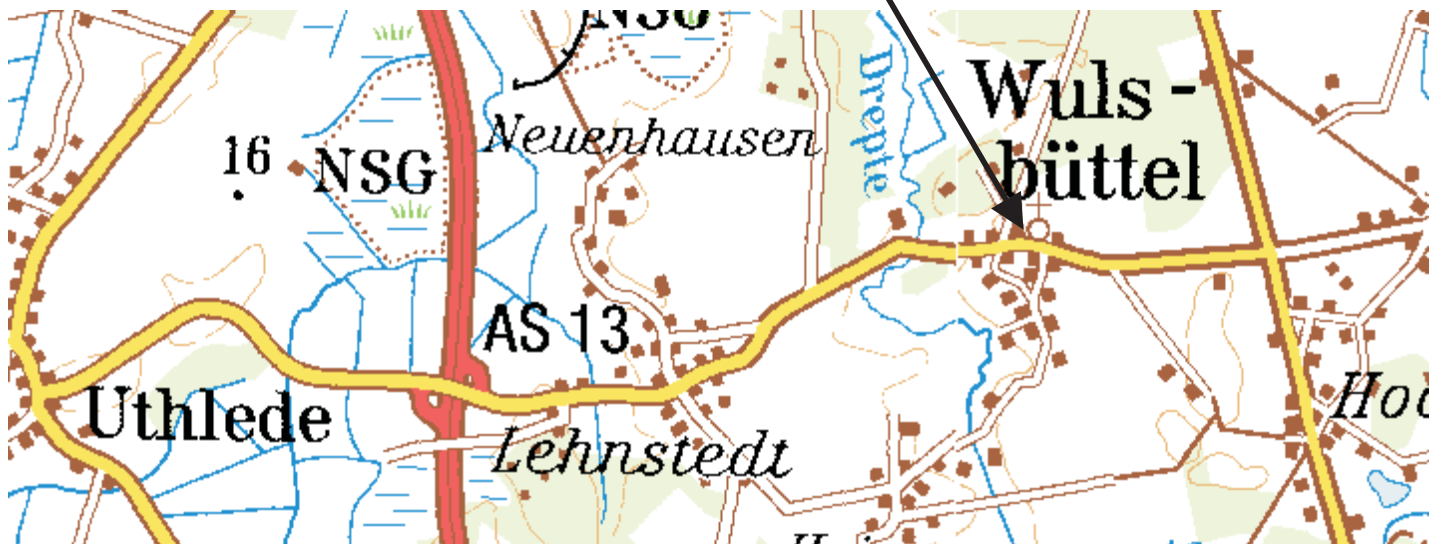 NSG
Wuls-
büttel
Drepte
Neuenhausen
16
NSG
AS 13
Uthlede
Lehnstedt